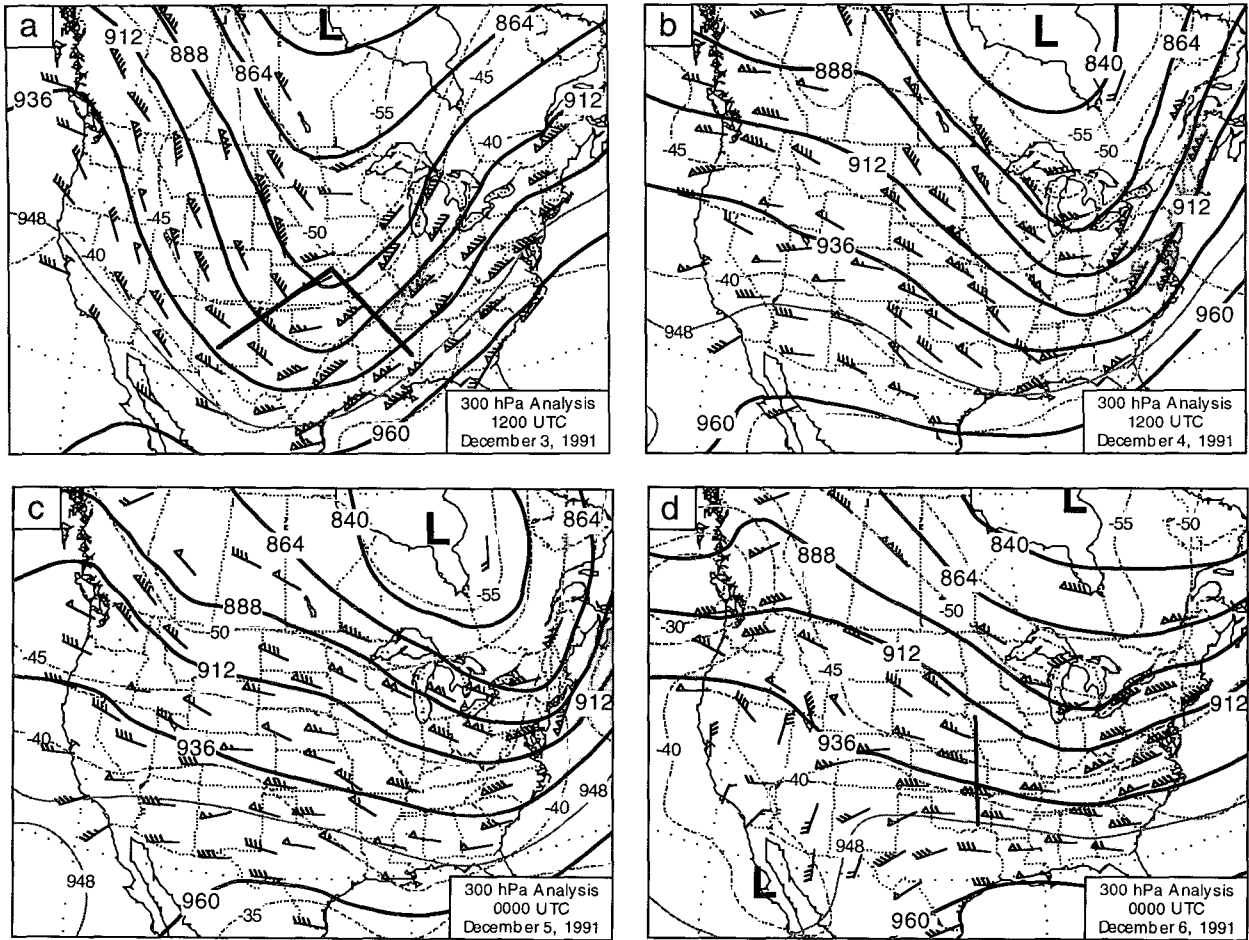 a
L
912
888
864
864
-45
936
-55
912
-40
948
-45
-50
-40
960
300 hPa Analysis
1200 UTC
December 3, 1991
b
L
864
888
840
-55
-45
-50
912
912
936
-40
948
960
960
300 hPa Analysis
1200 UTC
December 4, 1991
c
840
L
864
864
-55
888
-50
-45
912
912
-40
936
948
-40
948
960
-35
300 hPa Analysis
0000 UTC
December 5, 1991
d
L
-55
-50
840
888
864
-50
-30
912
-45
912
-40
936
-40
948
L
960
300 hPa Analysis
0000 UTC
December 6, 1991